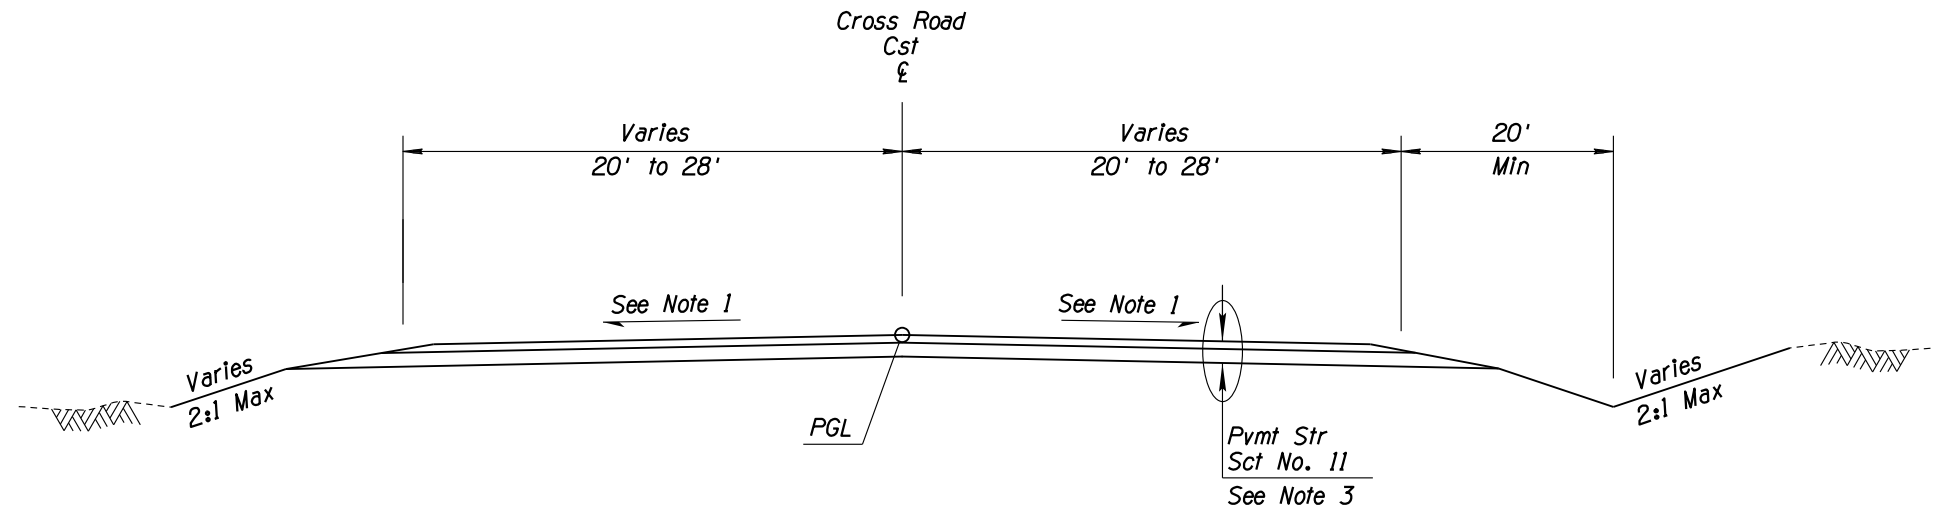 Cross Road
Cst
℄
Varies
20' to 28'
Varies
20' to 28'
20'
Min
See Note 1
See Note 1
Varies
2:1 Max
Varies
2:1 Max
PGL
Pvmt Str
Sct No. 11
See Note 3